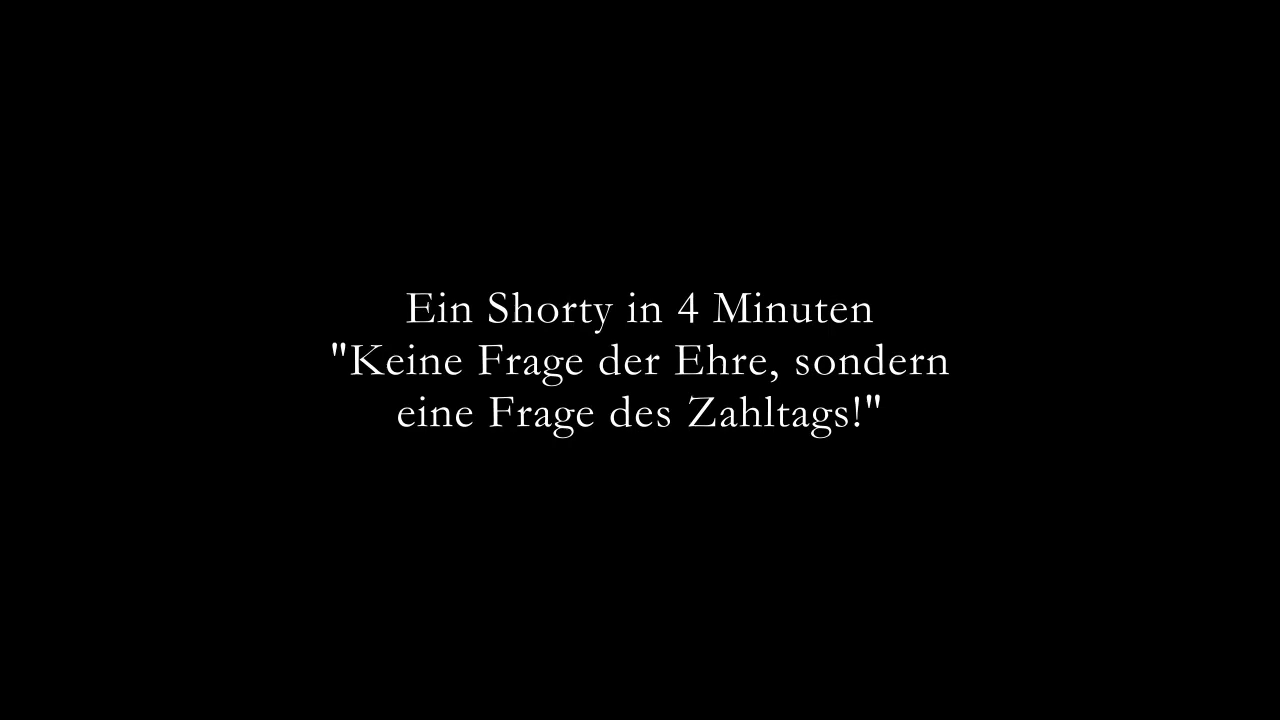 Ein Shorty in 4 Minuten
"Keine Frage der Ehre, sondern
eine Frage des Zahltags!"